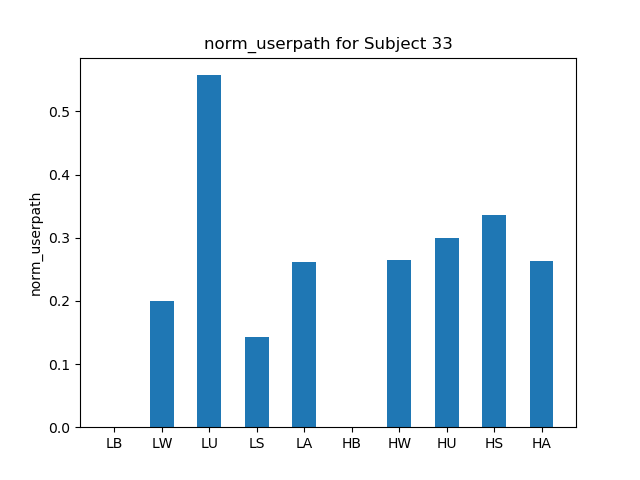 norm_userpath for Subject 33
norm_userpath
0.5
0.4
0.3
0.2
0.1
0.0
LB LW LU LS LA HB HW HU HS HA